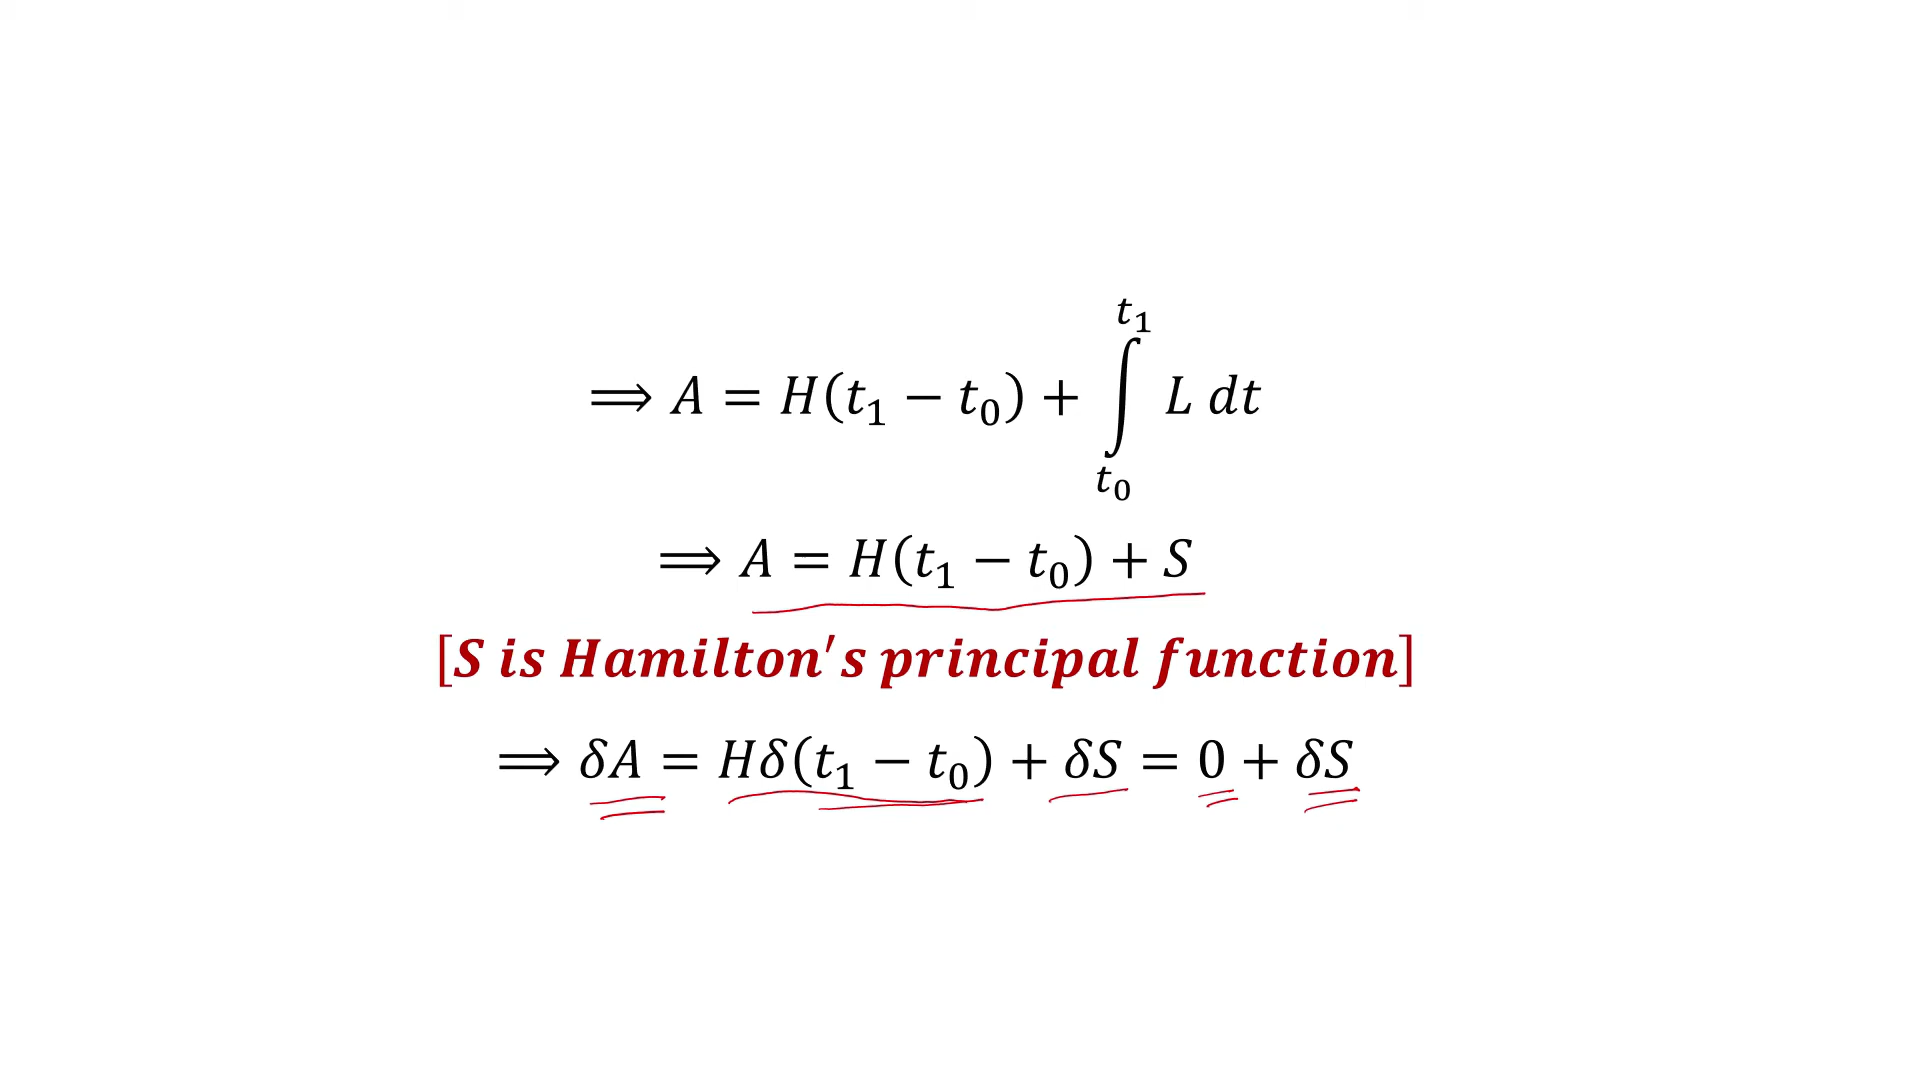 ⟹ A = H(t₁ − t₀) + ∫_{t₀}^{t₁} L dt
⟹ A = H(t₁ − t₀) + S
[S is Hamilton′s principal function]
⟹ δA = Hδ(t₁ − t₀) + δS = 0 + δS